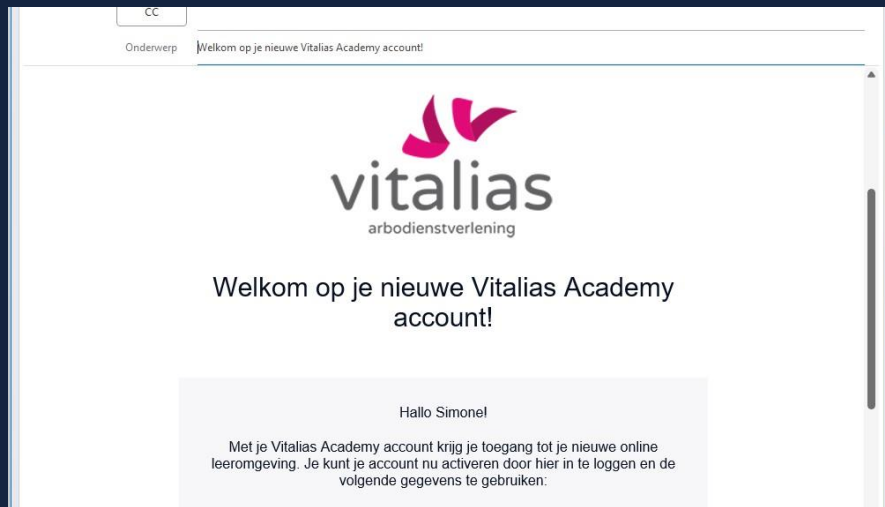 CC
Onderwerp Welkom op je nieuwe Vitalias Academy account!
vitalias
arbodienstverlening
Welkom op je nieuwe Vitalias Academy
account!
Hallo Simone!
Met je Vitalias Academy account krijg je toegang tot je nieuwe online
leeromgeving. Je kunt je account nu activeren door hier in te loggen en de
volgende gegevens te gebruiken: